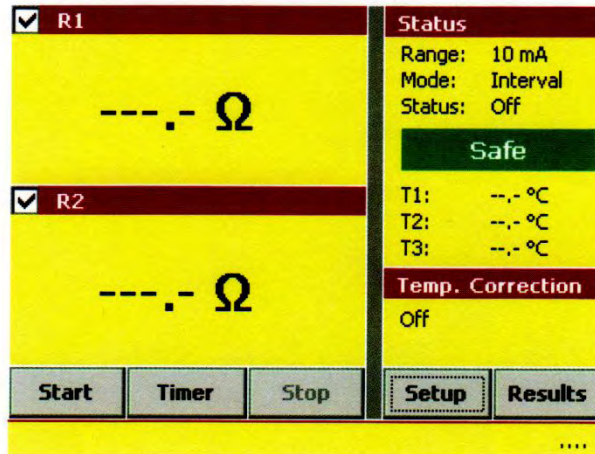 R1
---.- Ω
R2
---.- Ω
Start Timer Stop
Status
Range: 10 mA
Mode: Interval
Status: Off
Safe
T1: --.- °C
T2: --.- °C
T3: --.- °C
Temp. Correction
Off
Setup Results
....